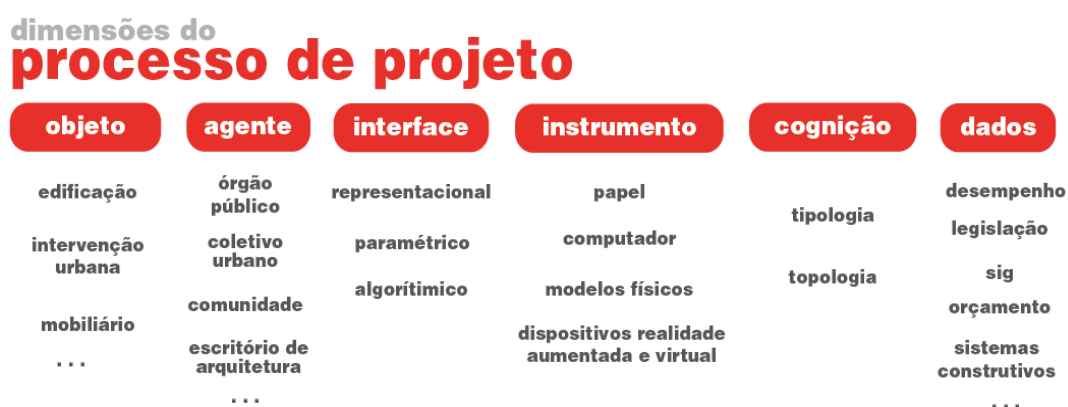 dimensões do
processo de projeto
objeto
edificação
intervenção
urbana
mobiliário
...
agente
órgão
público
coletivo
urbano
comunidade
escritório de
arquitetura
...
interface
representacional
paramétrico
algorítimico
instrumento
papel
computador
modelos físicos
dispositivos realidade
aumentada e virtual
cognição
tipologia
topologia
dados
desempenho
legislação
sig
orçamento
sistemas
construtivos
...